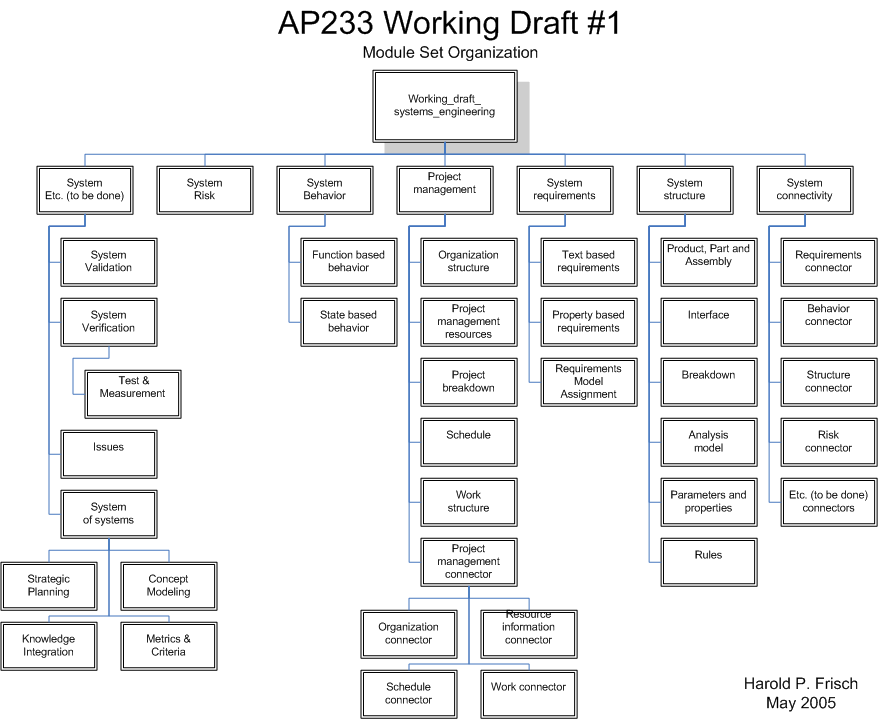 AP233 Working Draft #1
Module Set Organization
Working_draft_
systems_engineering
System
Etc. (to be done)
System
Risk
System
Behavior
Project
management
System
requirements
System
structure
System
connectivity
System
Validation
System
Verification
Test &
Measurement
Issues
System
of systems
Strategic
Planning
Concept
Modeling
Knowledge
Integration
Metrics &
Criteria
Function based
behavior
State based
behavior
Organization
structure
Project
management
resources
Project
breakdown
Schedule
Work
structure
Project
management
connector
Organization
connector
Resource
information
connector
Schedule
connector
Work connector
Text based
requirements
Property based
requirements
Requirements
Model
Assignment
Product, Part and
Assembly
Interface
Breakdown
Analysis
model
Parameters and
properties
Rules
Requirements
connector
Behavior
connector
Structure
connector
Risk
connector
Etc. (to be done)
connectors
Harold P. Frisch
May 2005